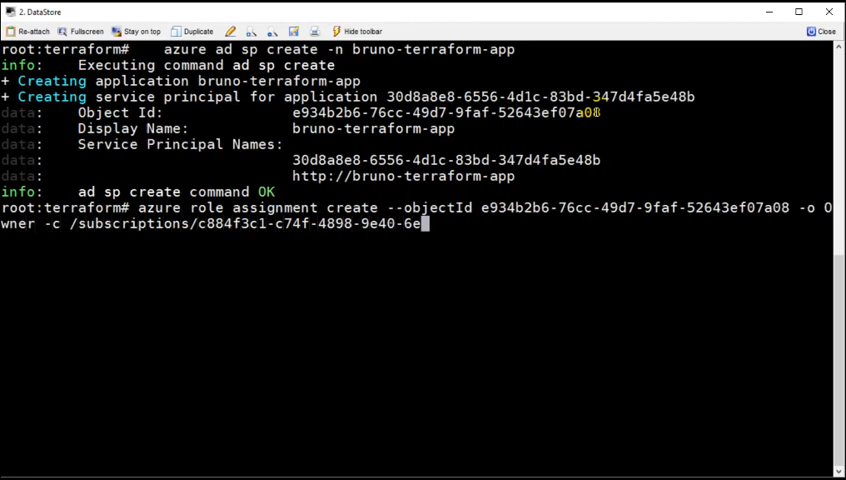 2. DataStore
Re-attach Fullscreen Stay on top Duplicate Hide toolbar Close
root:terraform#    azure ad sp create -n bruno-terraform-app
info:    Executing command ad sp create
+ Creating application bruno-terraform-app
+ Creating service principal for application 30d8a8e8-6556-4d1c-83bd-347d4fa5e48b
data:    Object Id:               e934b2b6-76cc-49d7-9faf-52643ef07a08
data:    Display Name:            bruno-terraform-app
data:    Service Principal Names:
data:                             30d8a8e8-6556-4d1c-83bd-347d4fa5e48b
data:                             http://bruno-terraform-app
info:    ad sp create command OK
root:terraform# azure role assignment create --objectId e934b2b6-76cc-49d7-9faf-52643ef07a08 -o O
wner -c /subscriptions/c884f3c1-c74f-4898-9e40-6e